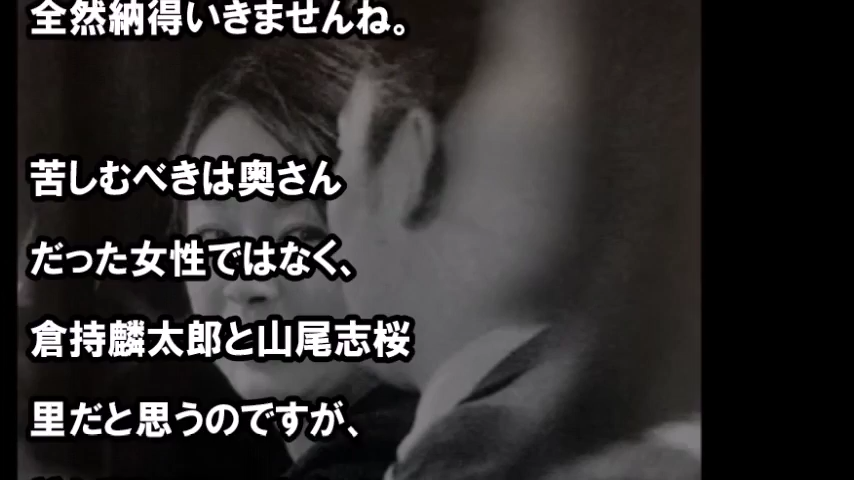 全然納得いきませんね。
苦しむべきは奥さん
だった女性ではなく、
倉持麟太郎と山尾志桜
里だと思うのですが、